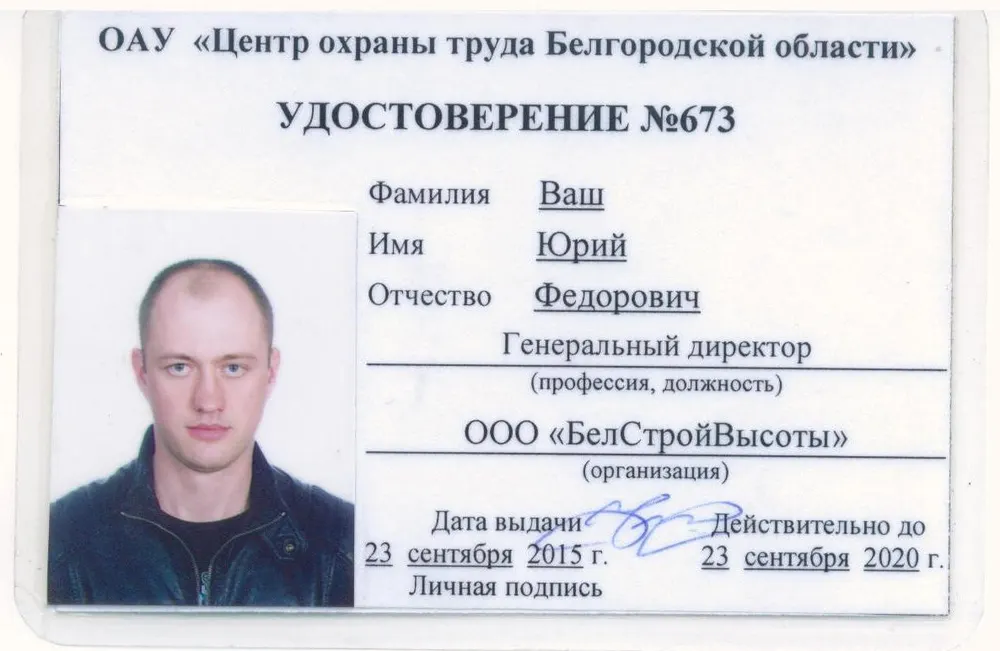 ОАУ «Центр охраны труда Белгородской области»
УДОСТОВЕРЕНИЕ №673
Фамилия Ваш
Имя Юрий
Отчество Федорович
Генеральный директор
(профессия, должность)
ООО «БелСтройВысоты»
(организация)
Дата выдачи Действительно до
23 сентября 2015 г. 23 сентября 2020 г.
Личная подпись